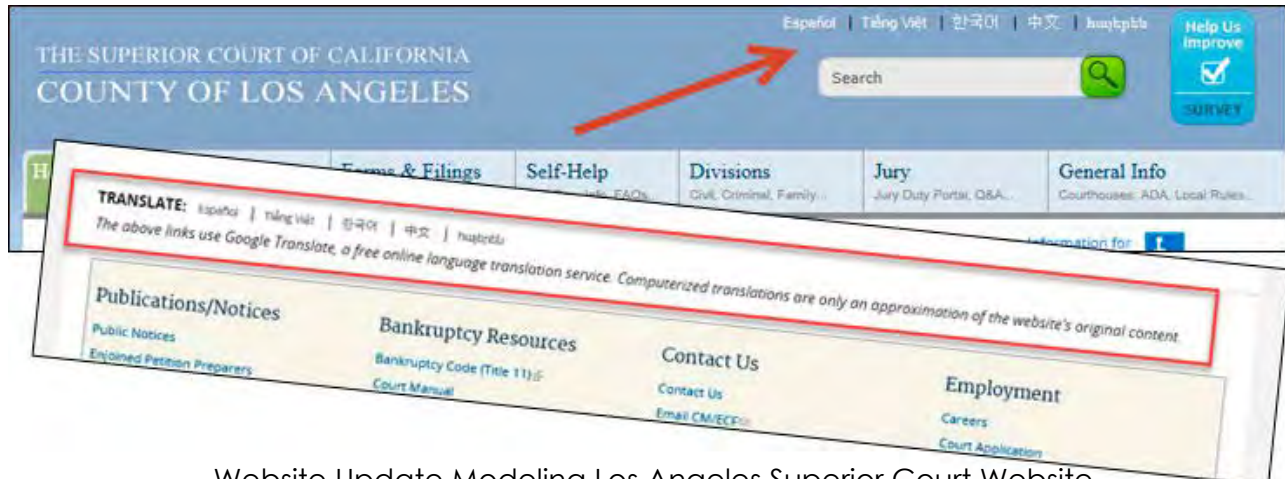 Español | Tiếng Việt | 한국어 | 中文 | հայերեն
Help Us
Improve
SURVEY
THE SUPERIOR COURT OF CALIFORNIA
COUNTY OF LOS ANGELES
Search
H
Forms & Filings
FAQs
Self-Help
Divisions
Civil, Criminal, Family...
Jury
Jury Duty Portal, Q&A...
General Info
Courthouses, ADA, Local Rules...
Information for
TRANSLATE: Español | Tiếng Việt | 한국어 | 中文 | հայերեն
The above links use Google Translate, a free online language translation service. Computerized translations are only an approximation of the website's original content.
Publications/Notices
Public Notices
Enjoined Petition Preparers
Bankruptcy Resources
Bankruptcy Code (Title 11)
Court Manual
Contact Us
Contact Us
Email CM/ECF
Employment
Careers
Court Application
Website Update Modeling Los Angeles Superior Court Website